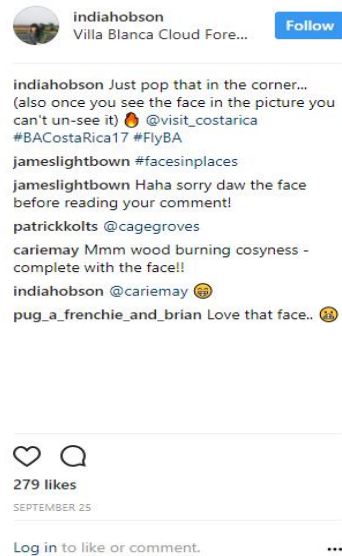 indiahobson
Villa Blanca Cloud Fore...
Follow
indiahobson Just pop that in the corner...
(also once you see the face in the picture you
can't un-see it) 🔥 @visit_costarica
#BACostaRica17 #FlyBA
jameslightbown #facesinplaces
jameslightbown Haha sorry daw the face
before reading your comment!
patrickkolts @cagegroves
cariemay Mmm wood burning cosyness -
complete with the face!!
indiahobson @cariemay 😁
pug_a_frenchie_and_brian Love that face.. 😫
279 likes
SEPTEMBER 25
Log in to like or comment.